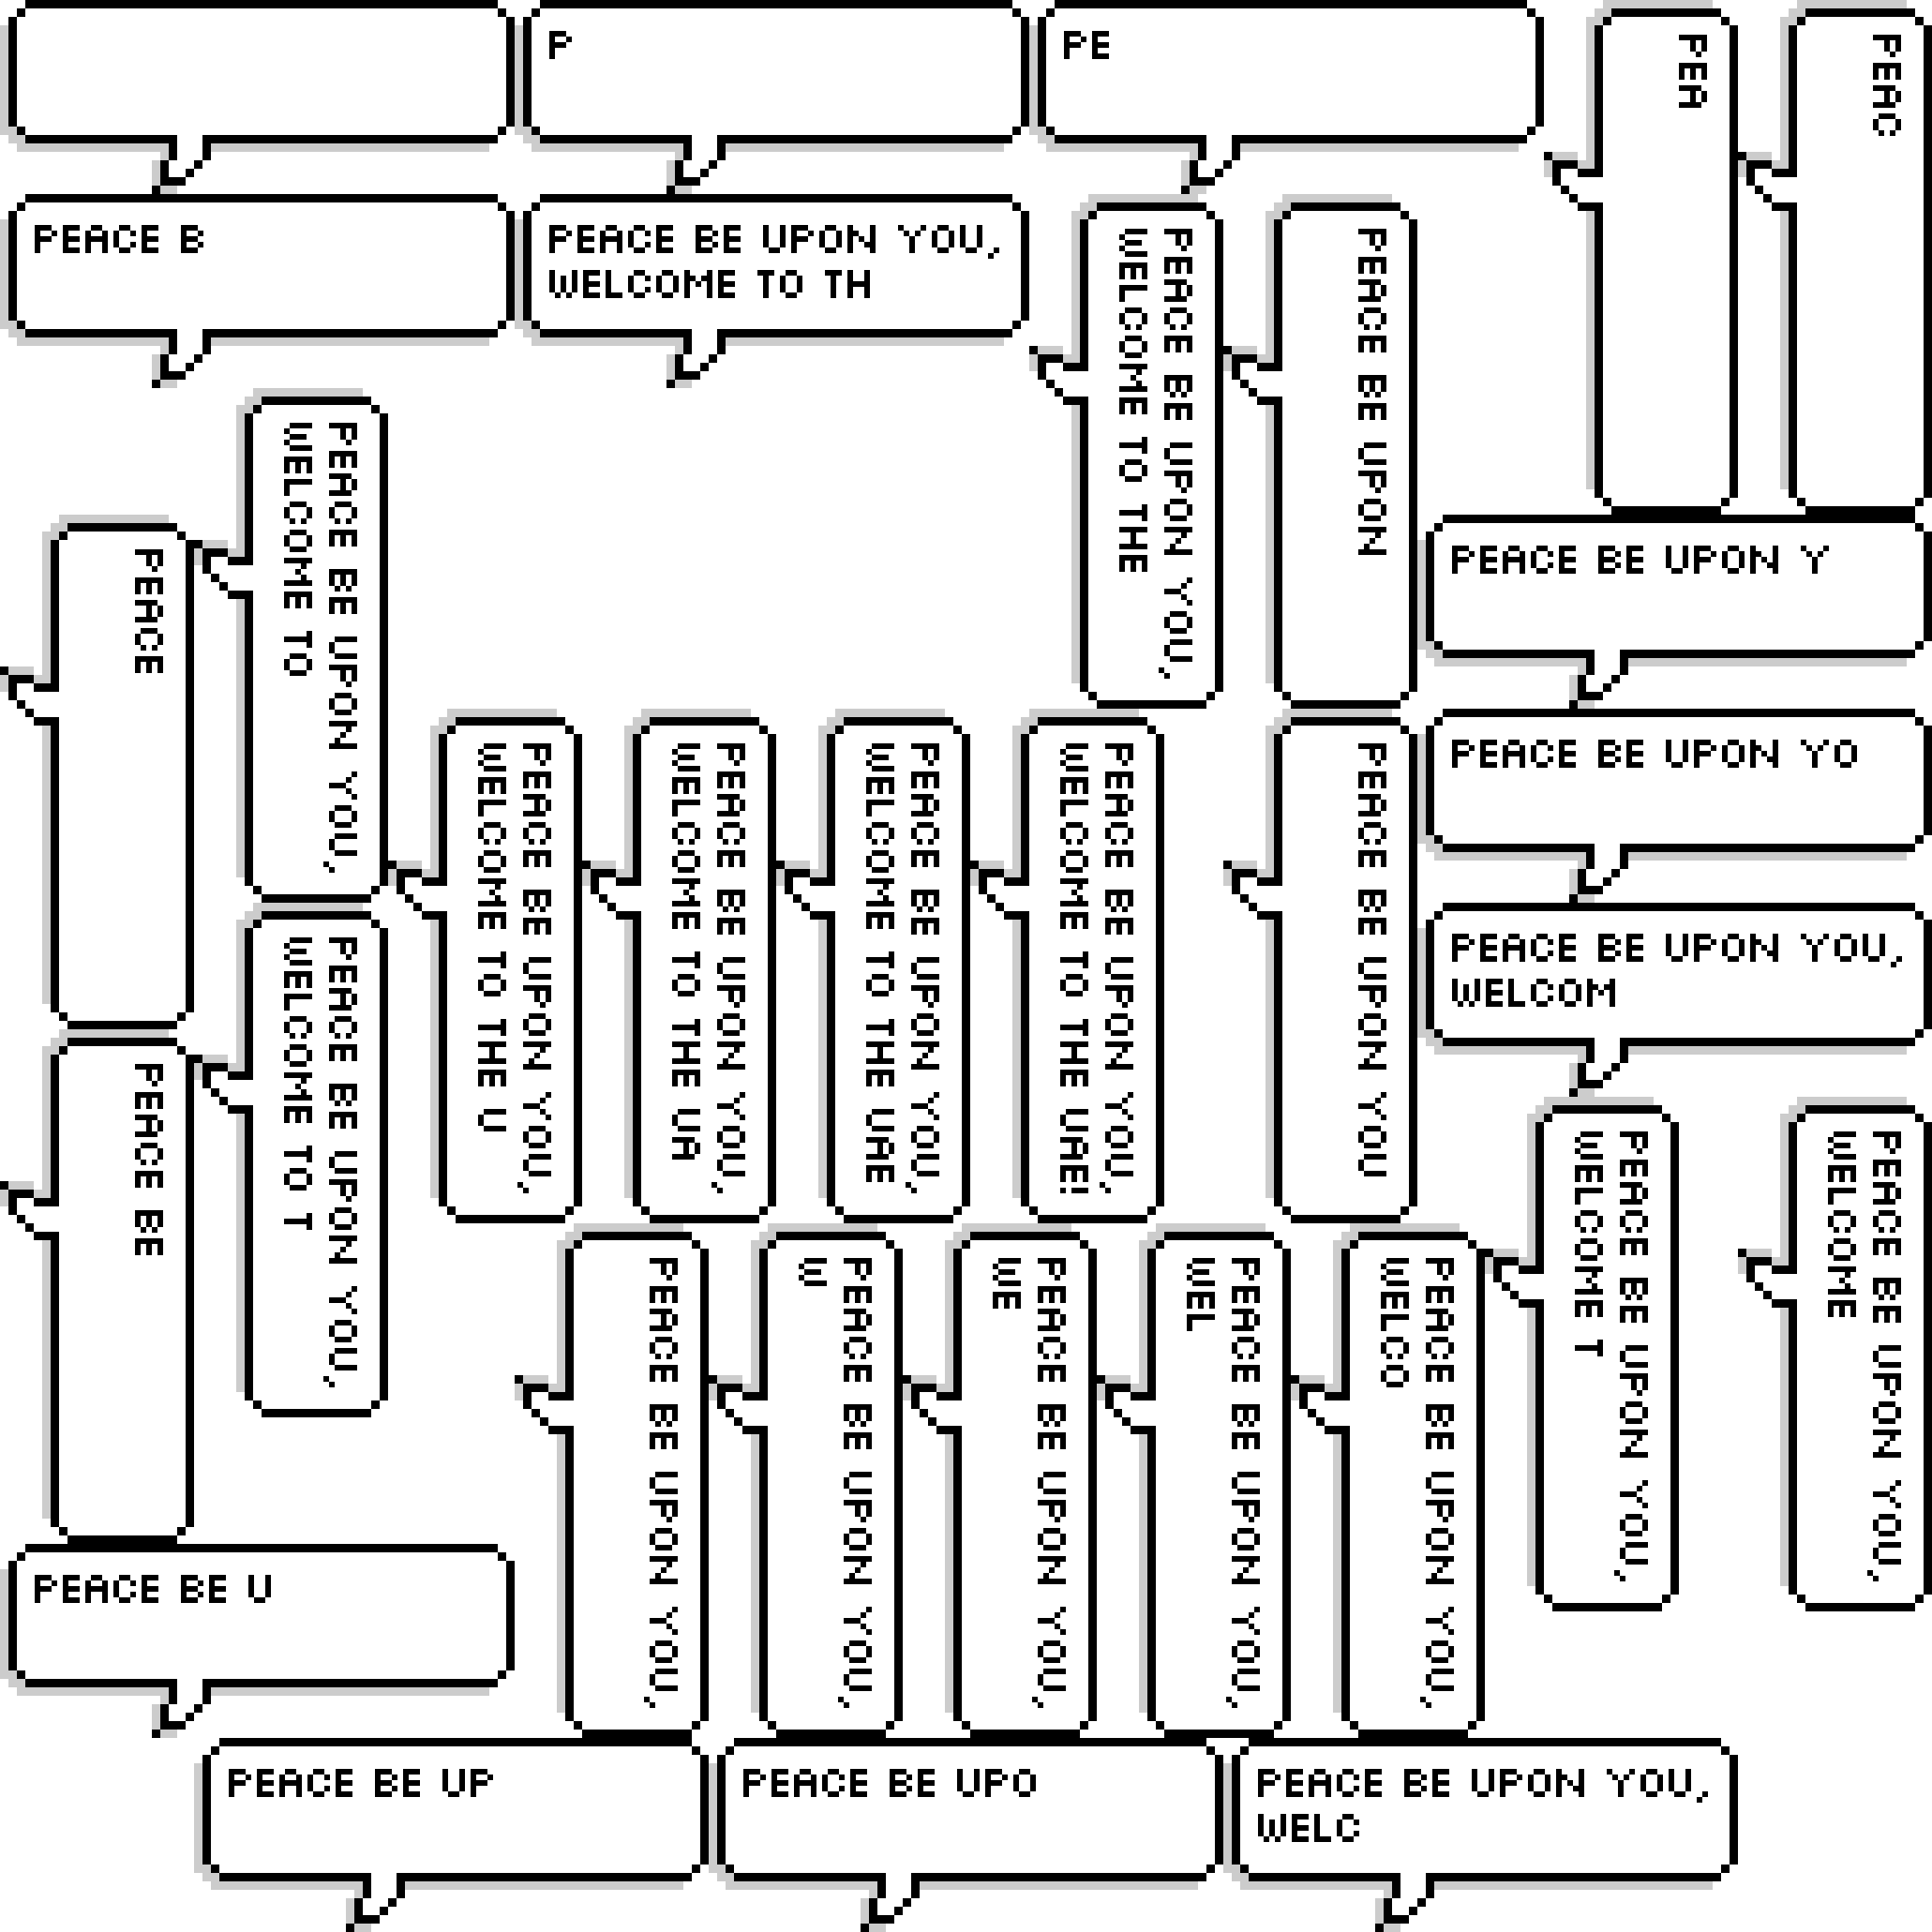 P
PE
PEA
PEAC
PEACE B
PEACE BE UPON YOU,
WELCOME TO TH
PEACE BE UPON YOU,
WELCOME TO THE
PEACE BE UPON
PEACE BE UPON YOU,
WELCOME TO
PEACE
PEACE BE UPON Y
PEACE BE UPON YO
PEACE BE UPON YOU,
WELCOME TO THE U
PEACE BE UPON YOU,
WELCOME TO THE UA
PEACE BE UPON YOU,
WELCOME TO THE UAE
PEACE BE UPON YOU,
WELCOME TO THE UAE!
PEACE BE UPON YOU
PEACE BE UPON YOU,
WELCOM
PEACE BE UPON YOU,
WELCOME TO T
PEACE BE
PEACE BE UPON YOU,
WELCOME T
PEACE BE UPON YOU,
WELCOME
PEACE BE UPON YOU,
PEACE BE UPON YOU,
W
PEACE BE UPON YOU,
WE
PEACE BE UPON YOU,
WEL
PEACE BE UPON YOU,
WELCO
PEACE BE U
PEACE BE UP
PEACE BE UPO
PEACE BE UPON YOU,
WELC